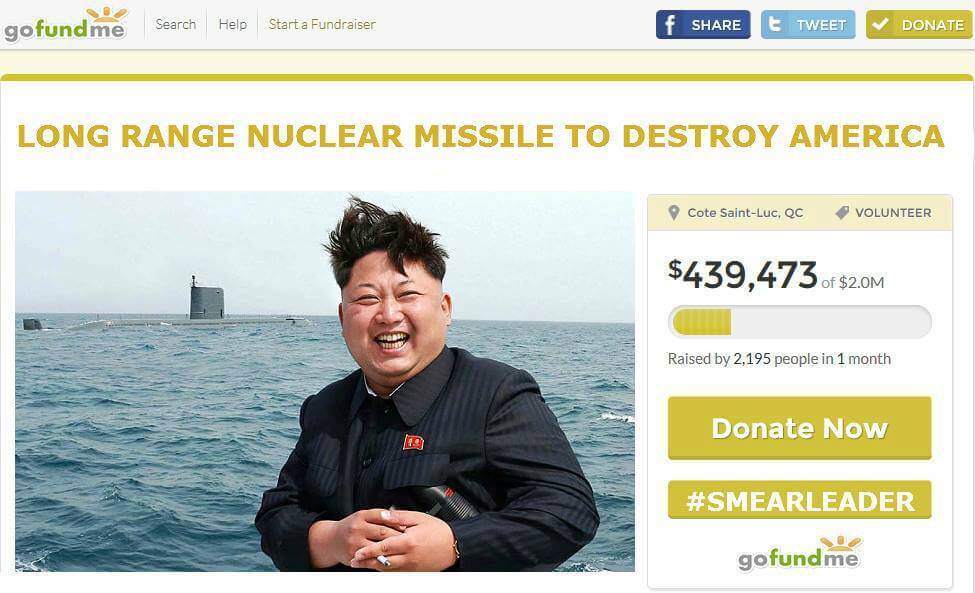 gofundme Search Help Start a Fundraiser f SHARE t TWEET DONATE
LONG RANGE NUCLEAR MISSILE TO DESTROY AMERICA
Cote Saint-Luc, QC VOLUNTEER
$439,473 of $2.0M
Raised by 2,195 people in 1 month
Donate Now
#SMEARLEADER
gofundme